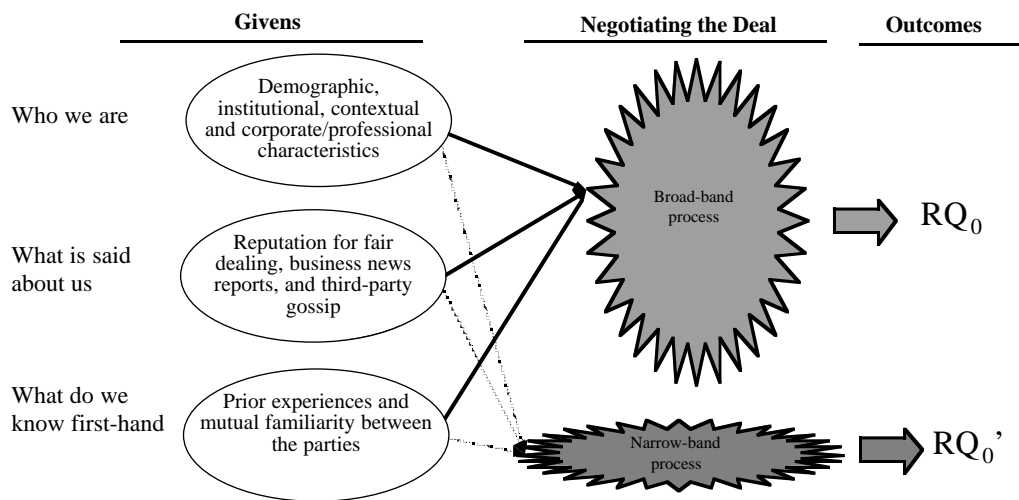 Givens
Negotiating the Deal
Outcomes
Who we are
Demographic,
institutional, contextual
and corporate/professional
characteristics
Broad-band
process
RQ0
What is said
about us
Reputation for fair
dealing, business news
reports, and third-party
gossip
What do we
know first-hand
Prior experiences and
mutual familiarity between
the parties
Narrow-band
process
RQ0’